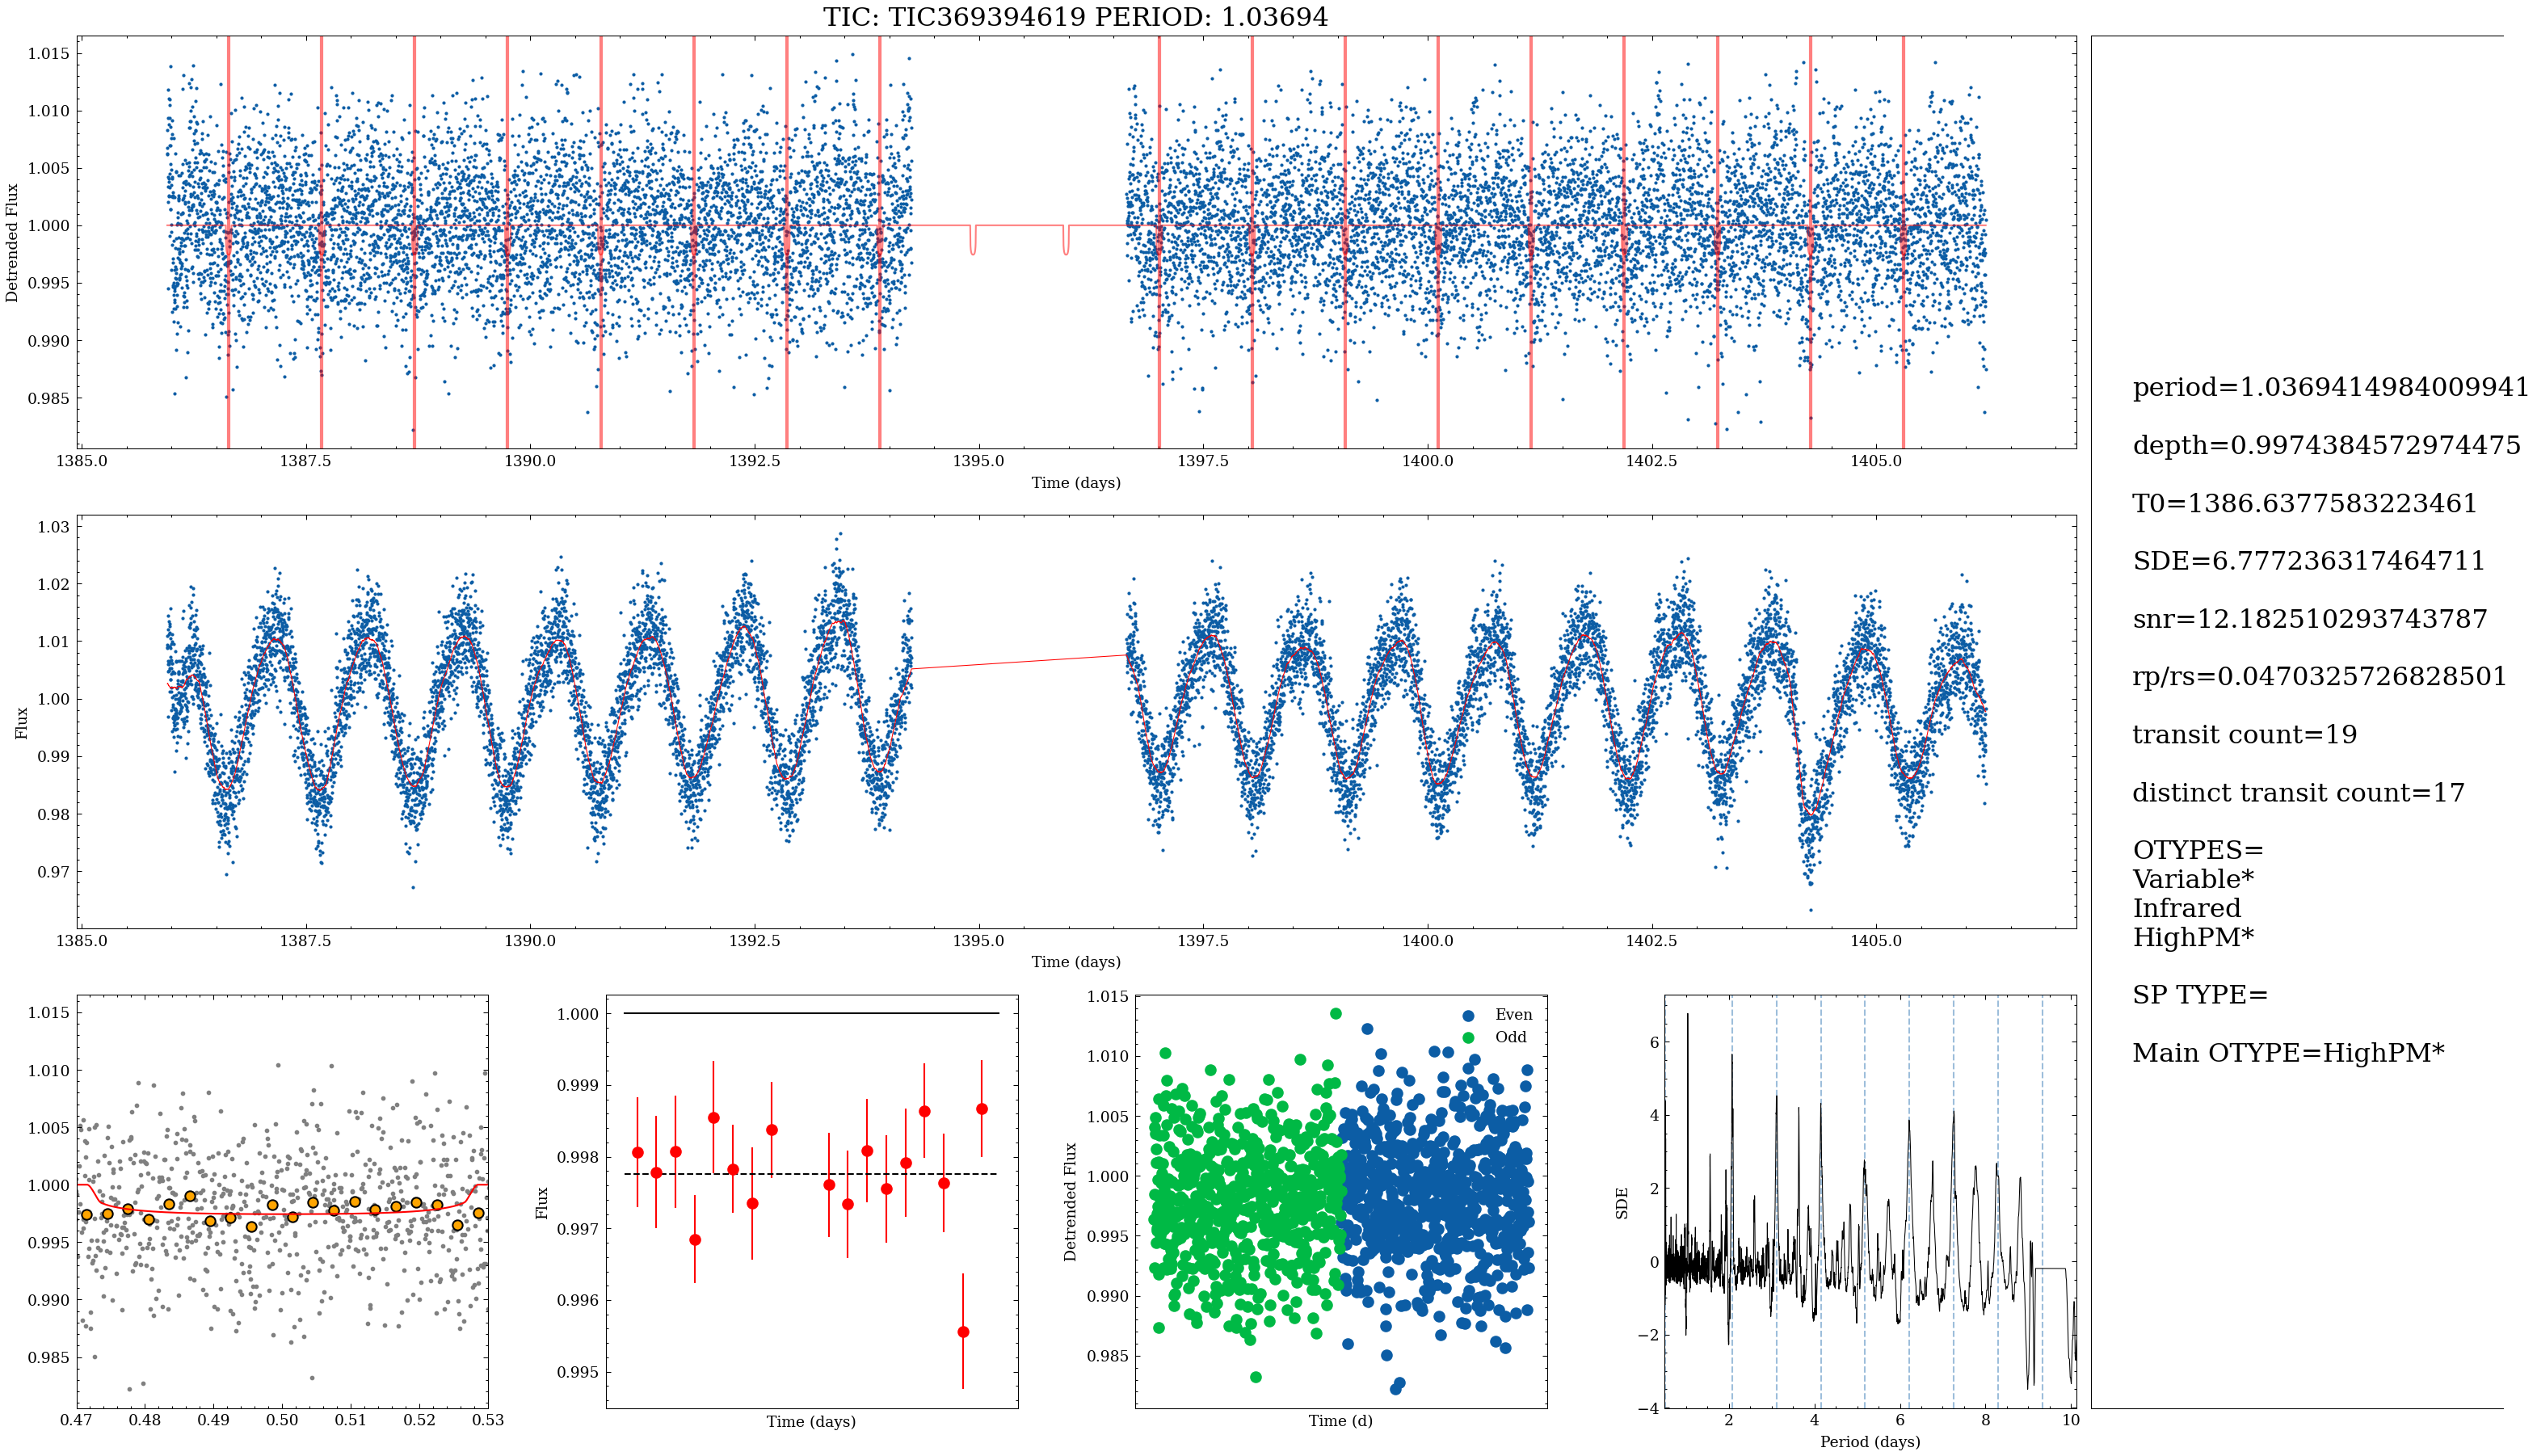 TIC: TIC369394619 PERIOD: 1.03694
1.015
1.010
1.005
1.000
0.995
0.990
0.985
Detrended Flux
1385.0 1387.5 1390.0 1392.5 1395.0 1397.5 1400.0 1402.5 1405.0
Time (days)
1.03
1.02
1.01
1.00
0.99
0.98
0.97
Flux
1385.0 1387.5 1390.0 1392.5 1395.0 1397.5 1400.0 1402.5 1405.0
Time (days)
1.015
1.010
1.005
1.000
0.995
0.990
0.985
0.47 0.48 0.49 0.50 0.51 0.52 0.53
1.000
0.999
0.998
0.997
0.996
0.995
Flux
Time (days)
1.015
1.010
1.005
1.000
0.995
0.990
0.985
Detrended Flux
Even
Odd
Time (d)
6
4
2
0
−2
−4
SDE
2 4 6 8 10
Period (days)
period=1.0369414984009941
depth=0.9974384572974475
T0=1386.6377583223461
SDE=6.777236317464711
snr=12.182510293743787
rp/rs=0.0470325726828501
transit count=19
distinct transit count=17
OTYPES=
Variable*
Infrared
HighPM*
SP TYPE=
Main OTYPE=HighPM*